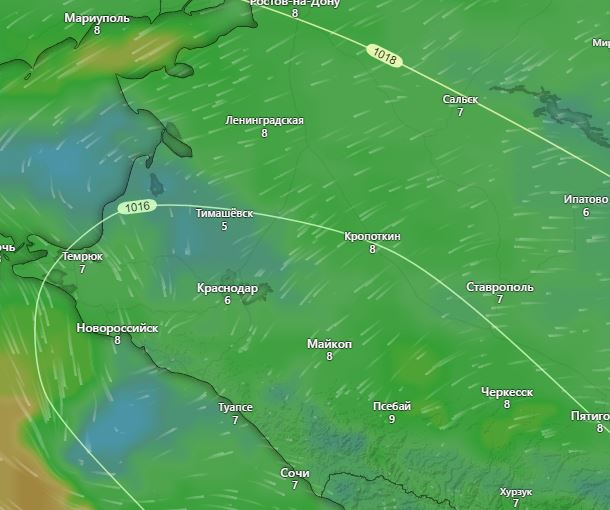 Ростов-на-Дону
8
Мариуполь
8
1018
Сальск
7
Ленинградская
8
Ипатово
6
1016
Тимашёвск
5
Кропоткин
8
Темрюк
7
Краснодар
6
Ставрополь
7
Новороссийск
8
Майкоп
8
Черкесск
8
Псебай
9
Туапсе
7
Пятиго
8
Сочи
7
Хурзук
7